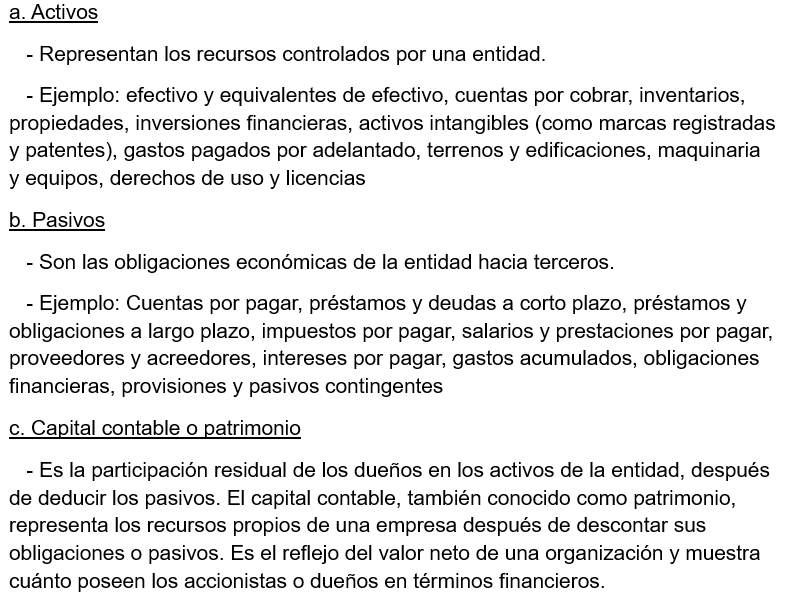 a. Activos
- Representan los recursos controlados por una entidad.
- Ejemplo: efectivo y equivalentes de efectivo, cuentas por cobrar, inventarios,
propiedades, inversiones financieras, activos intangibles (como marcas registradas
y patentes), gastos pagados por adelantado, terrenos y edificaciones, maquinaria
y equipos, derechos de uso y licencias
b. Pasivos
- Son las obligaciones económicas de la entidad hacia terceros.
- Ejemplo: Cuentas por pagar, préstamos y deudas a corto plazo, préstamos y
obligaciones a largo plazo, impuestos por pagar, salarios y prestaciones por pagar,
proveedores y acreedores, intereses por pagar, gastos acumulados, obligaciones
financieras, provisiones y pasivos contingentes
c. Capital contable o patrimonio
- Es la participación residual de los dueños en los activos de la entidad, después
de deducir los pasivos. El capital contable, también conocido como patrimonio,
representa los recursos propios de una empresa después de descontar sus
obligaciones o pasivos. Es el reflejo del valor neto de una organización y muestra
cuánto poseen los accionistas o dueños en términos financieros.